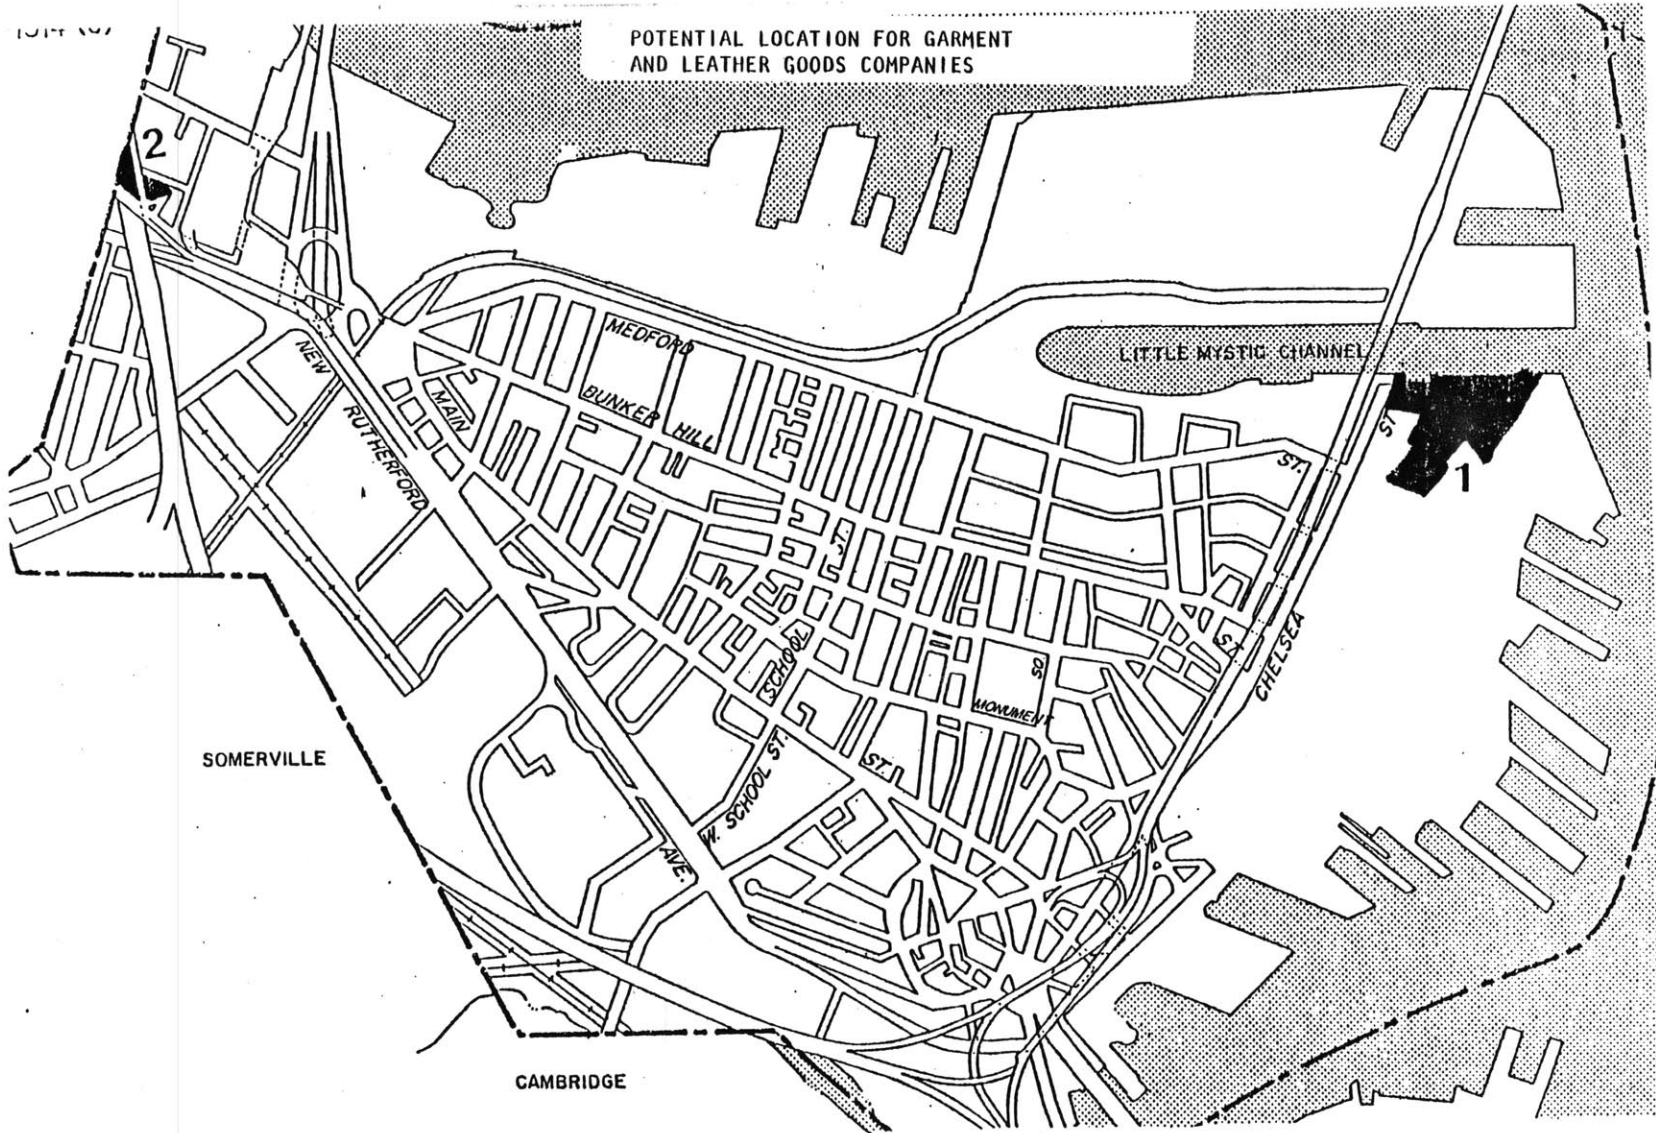 POTENTIAL LOCATION FOR GARMENT
AND LEATHER GOODS COMPANIES
2
MEDFORD
NEW
LITTLE MYSTIC CHANNEL
MAIN
BUNKER
HILL
RUTHERFORD
ST
ST.
1
ST.
SCHOOL
ST.
CHELSEA
SQ
MONUMENT
SOMERVILLE
W. SCHOOL ST.
ST.
AVE.
CAMBRIDGE